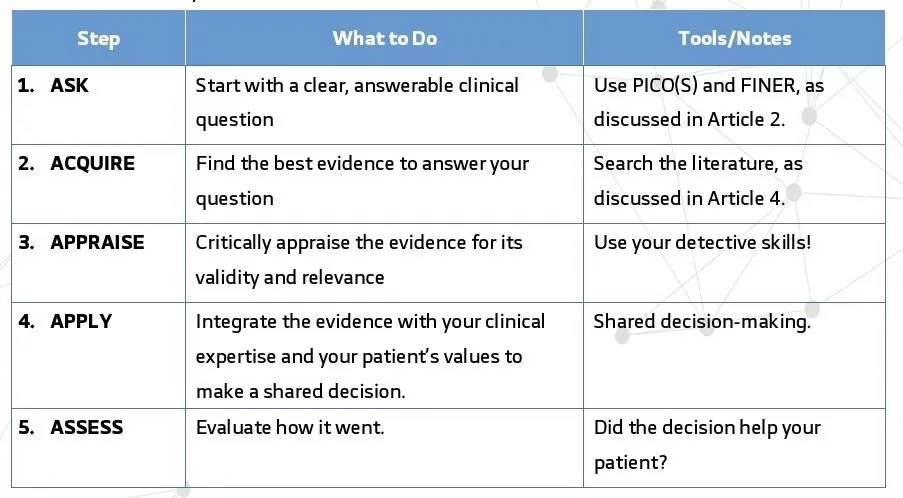 Step What to Do Tools/Notes
1. ASK Start with a clear, answerable clinical Use PICO(S) and FINER, as
question discussed in Article 2.
2. ACQUIRE Find the best evidence to answer your Search the literature, as
question discussed in Article 4.
3. APPRAISE Critically appraise the evidence for its Use your detective skills!
validity and relevance
4. APPLY Integrate the evidence with your clinical Shared decision-making.
expertise and your patient's values to
make a shared decision.
5. ASSESS Evaluate how it went. Did the decision help your
patient?